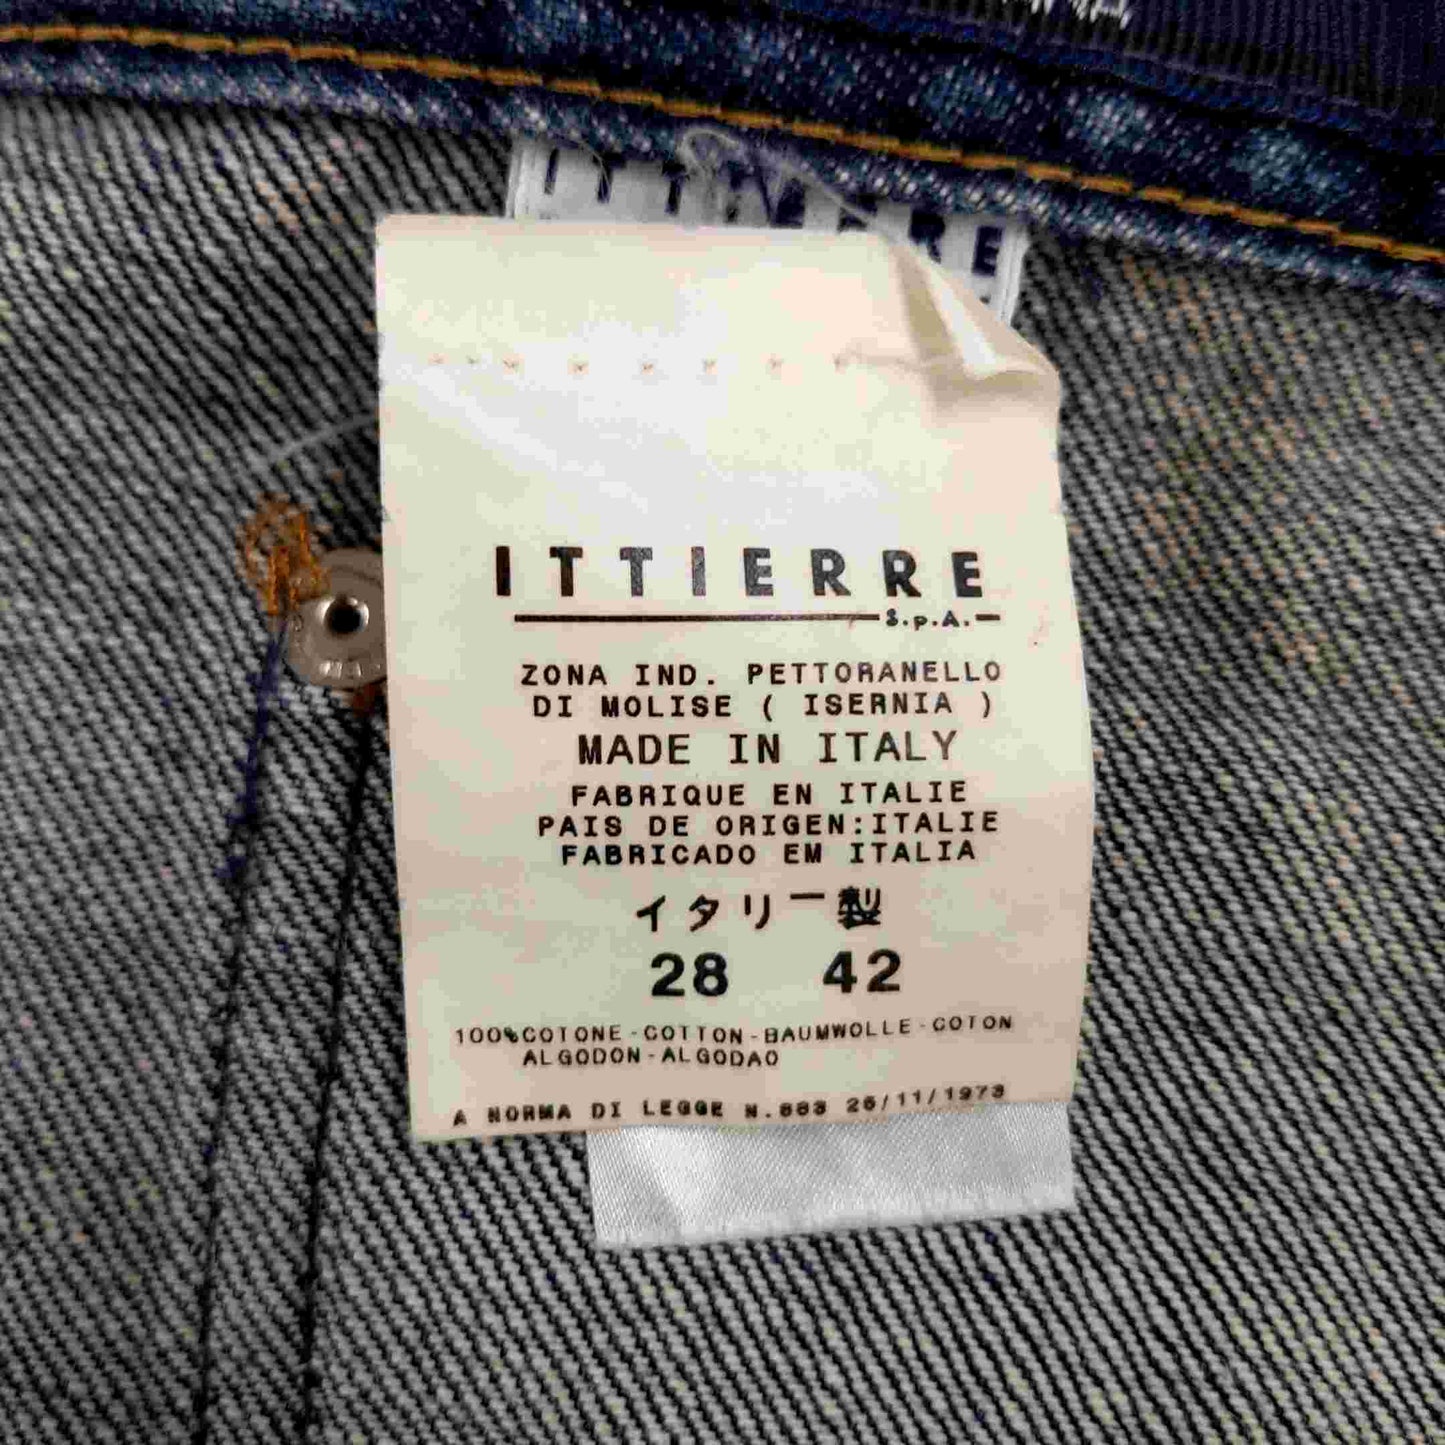 ITTIERRE
S.p.A.
ZONA IND. PETTORANELLO
DI MOLISE ( ISERNIA )
MADE IN ITALY
FABRIQUE EN ITALIE
PAIS DE ORIGEN:ITALIE
FABRICADO EM ITALIA
イタリー製
28 42
100%COTONE-COTTON-BAUMWOLLE-COTON
ALGODON-ALGODAO
A NORMA DI LEGGE N.883 26/11/1973